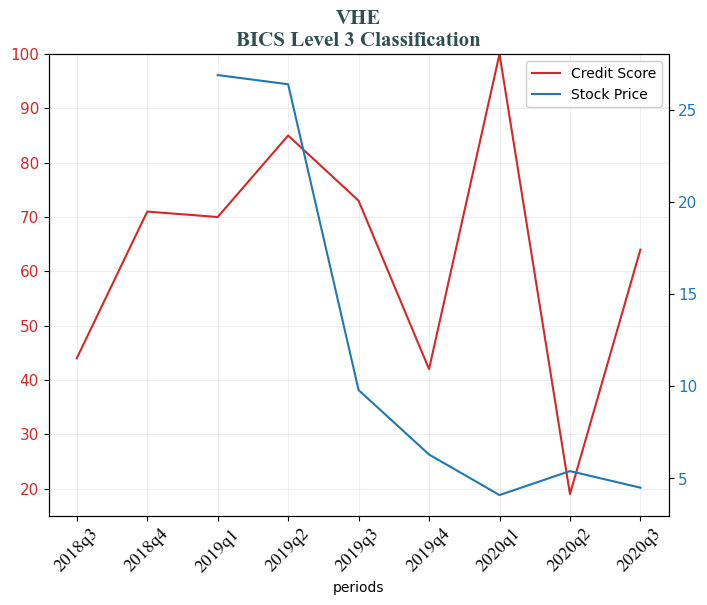 VHE
BICS Level 3 Classification
Credit Score
Stock Price
100
90
80
70
60
50
40
30
20
25
20
15
10
5
2018q3
2018q4
2019q1
2019q2
2019q3
2019q4
2020q1
2020q2
2020q3
periods